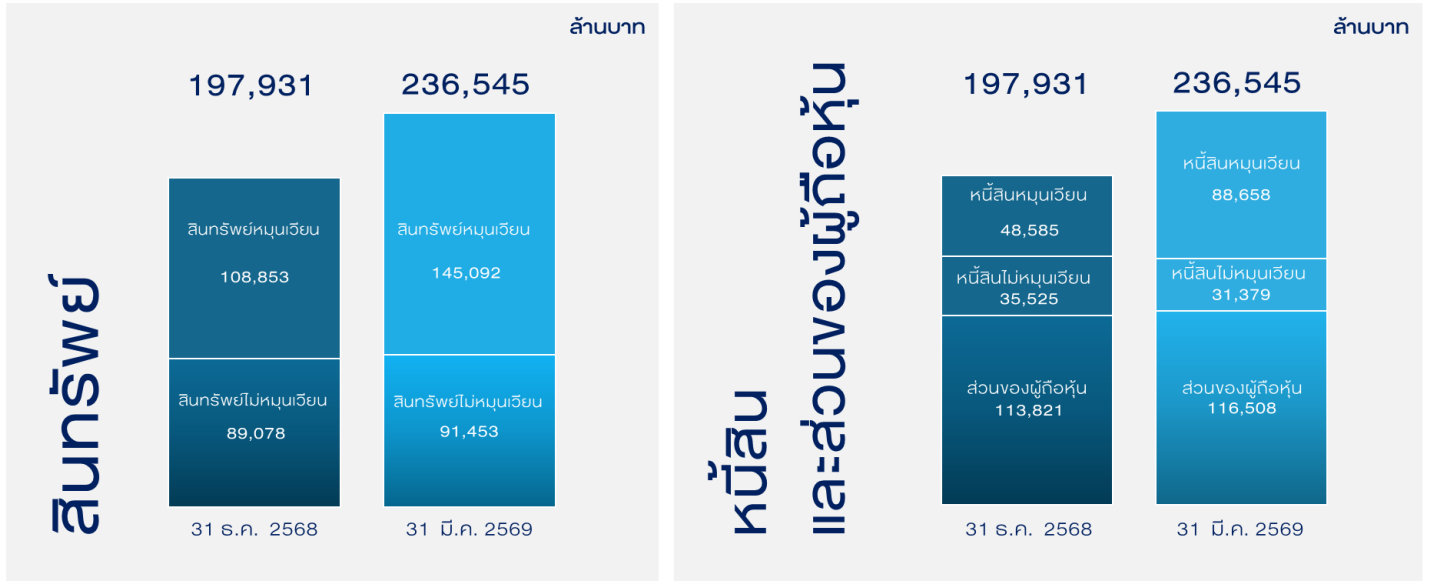 ล้านบาท
197,931
236,545
สินทรัพย์หมุนเวียน
108,853
สินทรัพย์หมุนเวียน
145,092
สินทรัพย์ไม่หมุนเวียน
89,078
สินทรัพย์ไม่หมุนเวียน
91,453
สินทรัพย์
31 ธ.ค. 2568
31 มี.ค. 2569
ล้านบาท
197,931
236,545
หนี้สินหมุนเวียน
48,585
หนี้สินหมุนเวียน
88,658
หนี้สินไม่หมุนเวียน
35,525
หนี้สินไม่หมุนเวียน
31,379
ส่วนของผู้ถือหุ้น
113,821
ส่วนของผู้ถือหุ้น
116,508
หนี้สิน
และส่วนของผู้ถือหุ้น
31 ธ.ค. 2568
31 มี.ค. 2569